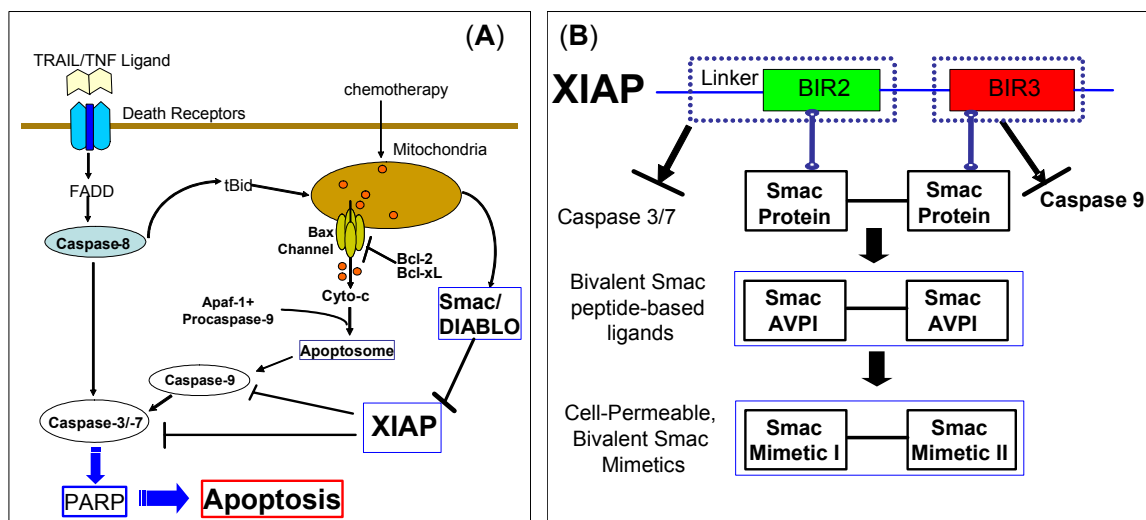 (A)
TRAIL/TNF Ligand
Death Receptors
chemotherapy
Mitochondria
FADD
tBid
Caspase-8
Bax
Channel
Bcl-2
Bcl-xL
Cyto-c
Smac/
DIABLO
Apaf-1+
Procaspase-9
Apoptosome
Caspase-9
Caspase-3/-7
XIAP
PARP
Apoptosis
(B)
XIAP
Linker
BIR2
BIR3
Caspase 3/7
Smac
Protein
Smac
Protein
Caspase 9
Bivalent Smac
peptide-based
ligands
Smac
AVPI
Smac
AVPI
Cell-Permeable,
Bivalent Smac
Mimetics
Smac
Mimetic I
Smac
Mimetic II